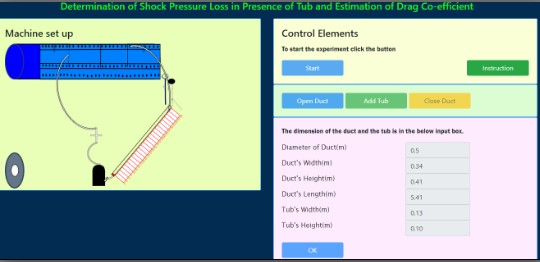 Determination of Shock Pressure Loss in Presence of Tub and Estimation of Drag Co-efficient
Machine set up
Control Elements
To start the experiment click the button
Start
Instruction
Open Duct
Add Tub
Close Duct
The dimension of the duct and the tub is in the below input box.
Diameter of Duct(m)
0.5
Duct's Width(m)
0.34
Duct's Height(m)
0.41
Duct's Length(m)
5.41
Tub's Width(m)
0.13
Tub's Height(m)
0.10
OK